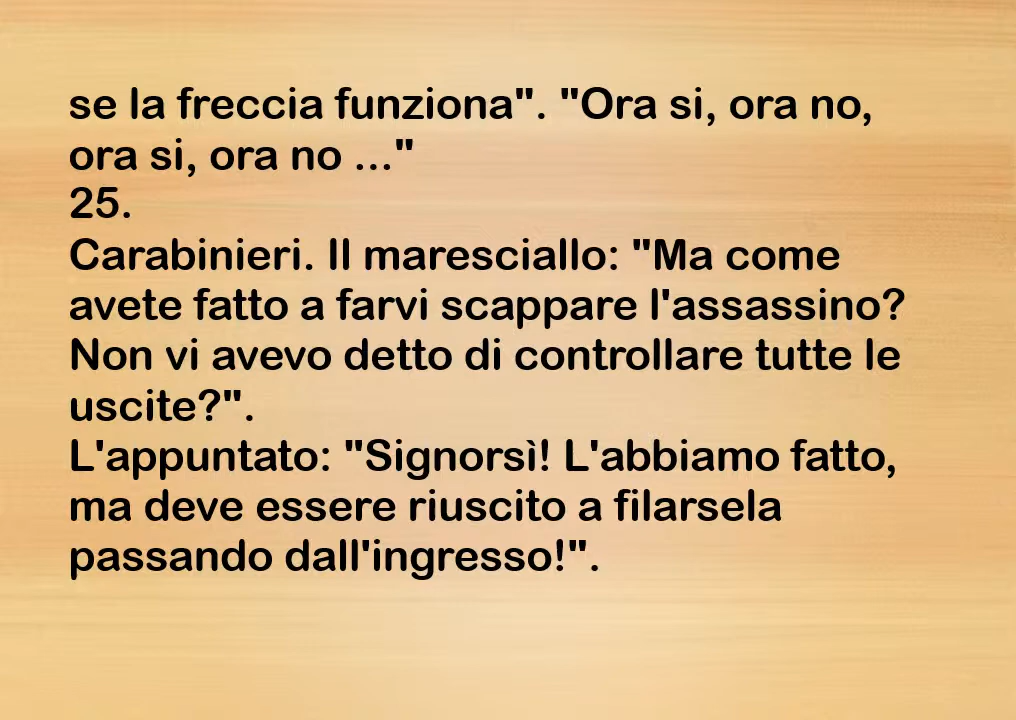 se la freccia funziona". "Ora si, ora no,
ora si, ora no ..."
25.
Carabinieri. Il maresciallo: "Ma come
avete fatto a farvi scappare l'assassino?
Non vi avevo detto di controllare tutte le
uscite?".
L'appuntato: "Signorsì! L'abbiamo fatto,
ma deve essere riuscito a filarsela
passando dall'ingresso!".